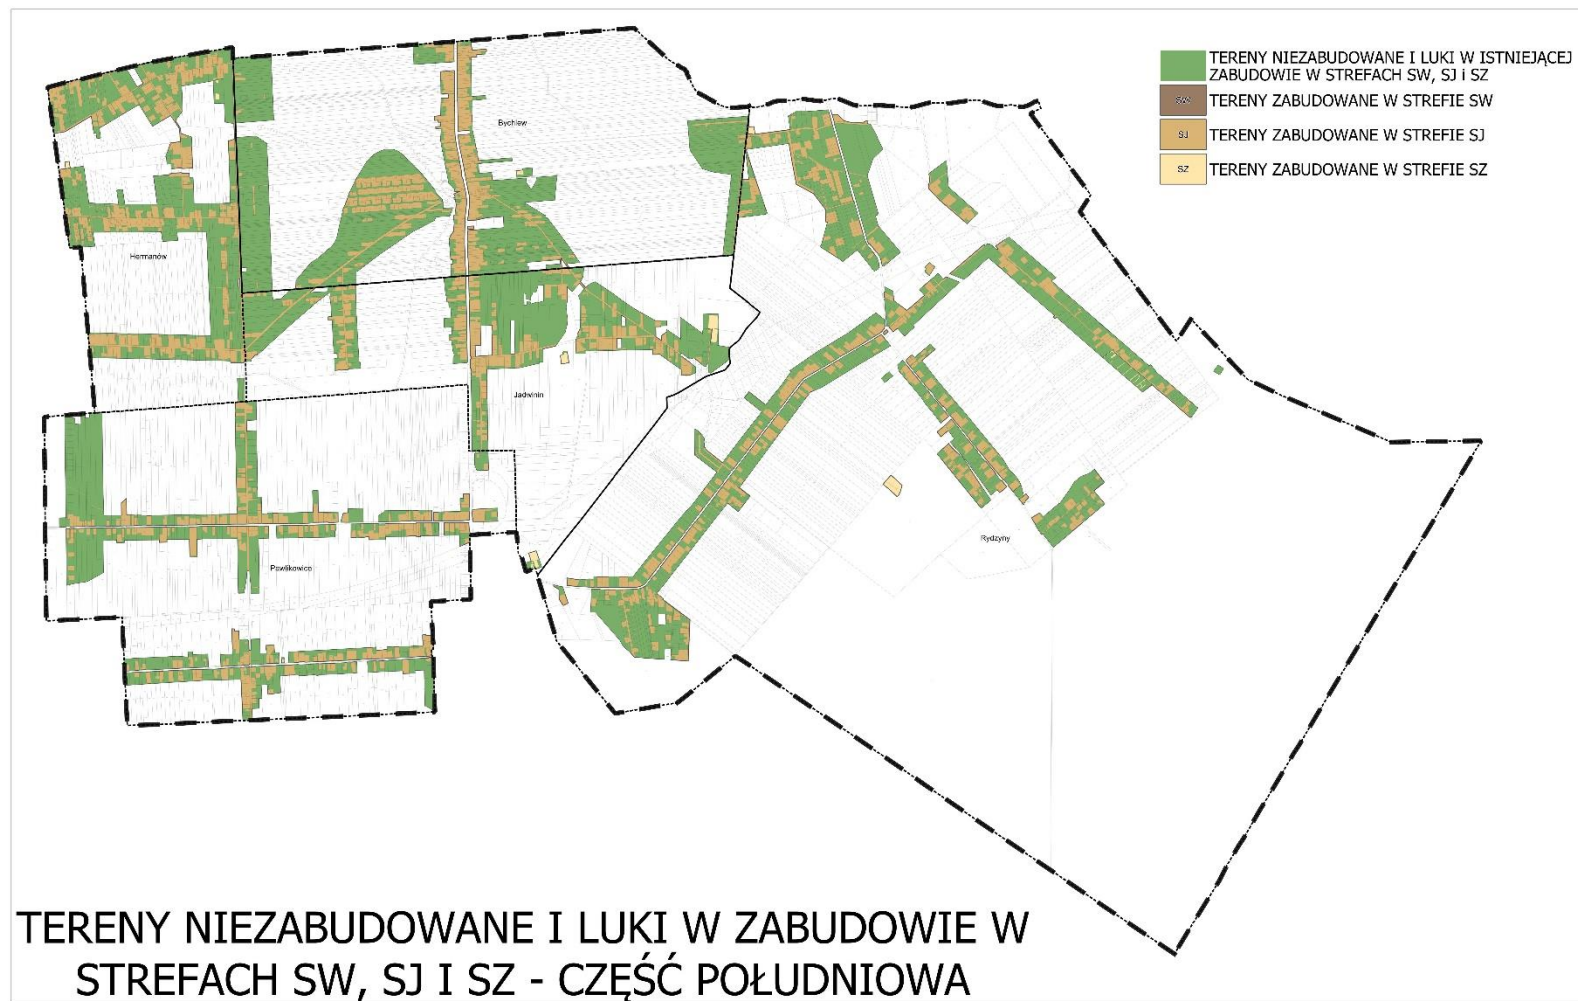 TERENY NIEZABUDOWANE I LUKI W ISTNIEJĄCEJ
ZABUDOWIE W STREFACH SW, SJ i SZ
SW
TERENY ZABUDOWANE W STREFIE SW
SJ
TERENY ZABUDOWANE W STREFIE SJ
SZ
TERENY ZABUDOWANE W STREFIE SZ
Bychlew
Hermanów
Jadwinin
Rydzyny
Pawlikowice
TERENY NIEZABUDOWANE I LUKI W ZABUDOWIE W
STREFACH SW, SJ I SZ - CZĘŚĆ POŁUDNIOWA